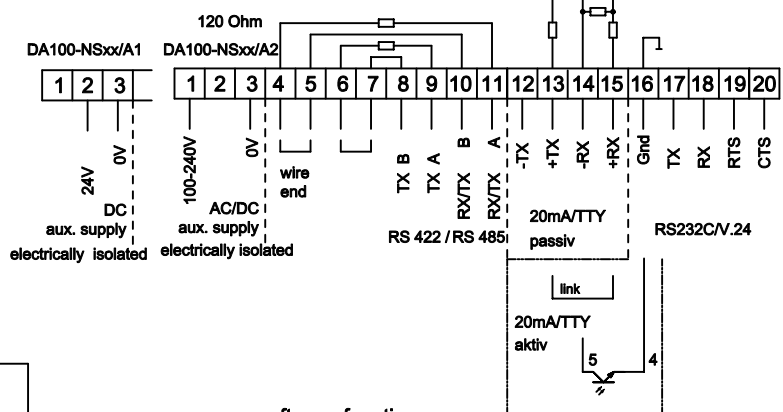 120 Ohm
DA100-NSxx/A1 DA100-NSxx/A2
1 2 3 1 2 3 4 5 6 7 8 9 10 11 12 13 14 15 16 17 18 19 20
24V
0V
100-240V
0V
wire
end
TX B
TX A
RX/TX B
RX/TX A
-TX
+TX
-RX
+RX
Gnd
TX
RX
RTS
CTS
DC
aux. supply
electrically isolated
AC/DC
aux. supply
electrically isolated
RS 422 / RS 485
20mA/TTY
passiv
RS232C/V.24
link
20mA/TTY
aktiv
5 4